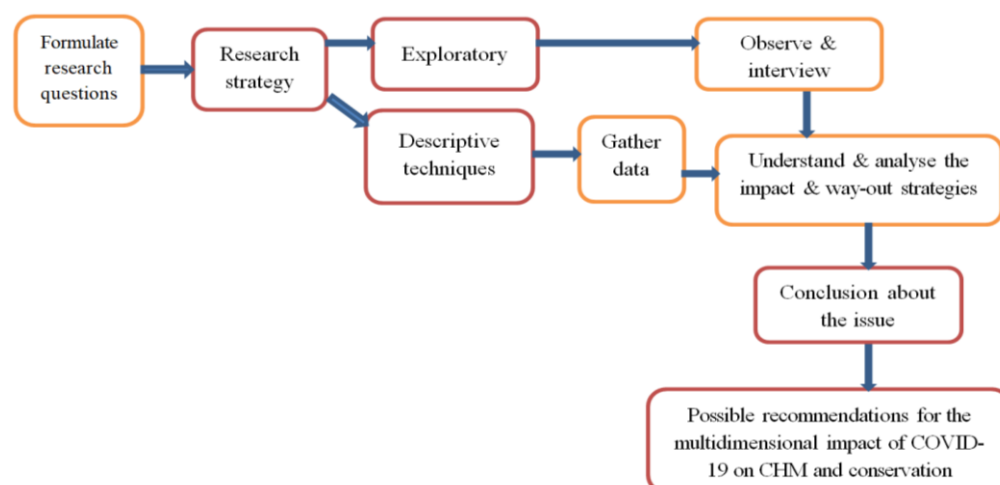 Formulate
research
questions
Research
strategy
Exploratory
Observe &
interview
Descriptive
techniques
Gather
data
Understand & analyse the
impact & way-out strategies
Conclusion about
the issue
Possible recommendations for the
multidimensional impact of COVID-
19 on CHM and conservation